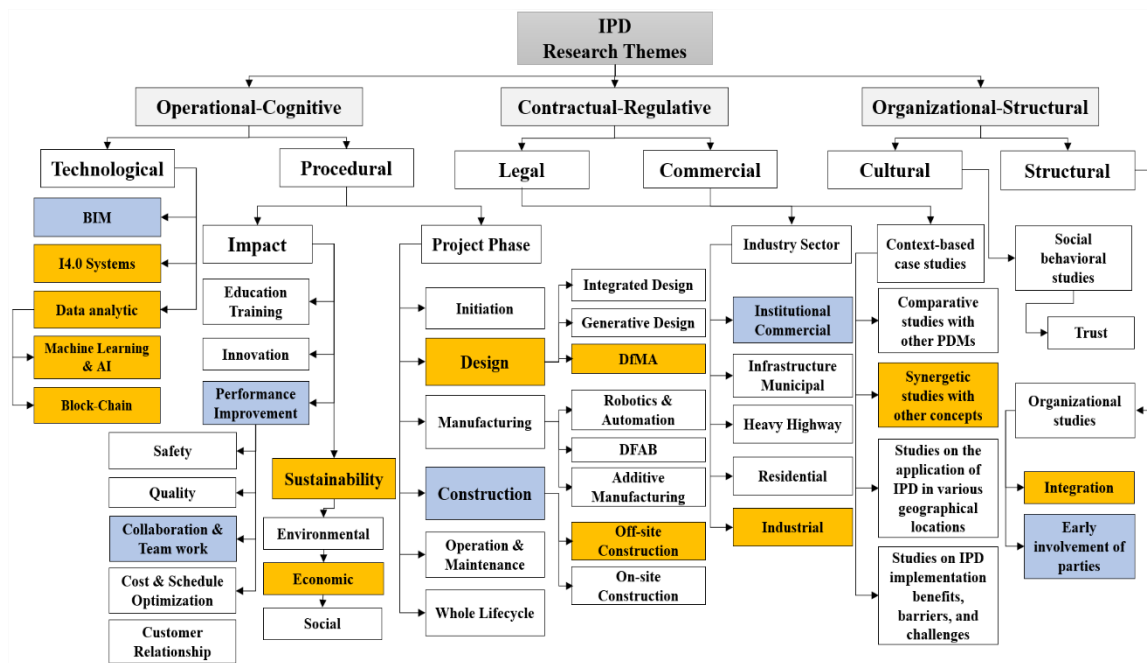 IPD
Research Themes
Operational-Cognitive
Contractual-Regulative
Organizational-Structural
Technological
Procedural
Legal
Commercial
Cultural
Structural
BIM
I4.0 Systems
Data analytic
Machine Learning
& AI
Block-Chain
Impact
Education
Training
Innovation
Performance
Improvement
Safety
Quality
Collaboration &
Team work
Cost & Schedule
Optimization
Customer
Relationship
Sustainability
Environmental
Economic
Social
Project Phase
Initiation
Design
Manufacturing
Construction
Operation &
Maintenance
Whole Lifecycle
Integrated Design
Generative Design
DfMA
Robotics &
Automation
DFAB
Additive
Manufacturing
Off-site
Construction
On-site
Construction
Industry Sector
Institutional
Commercial
Infrastructure
Municipal
Heavy Highway
Residential
Industrial
Context-based
case studies
Comparative
studies with
other PDMs
Synergetic
studies with
other concepts
Studies on the
application of
IPD in various
geographical
locations
Studies on IPD
implementation
benefits,
barriers, and
challenges
Social
behavioral
studies
Trust
Organizational
studies
Integration
Early
involvement of
parties